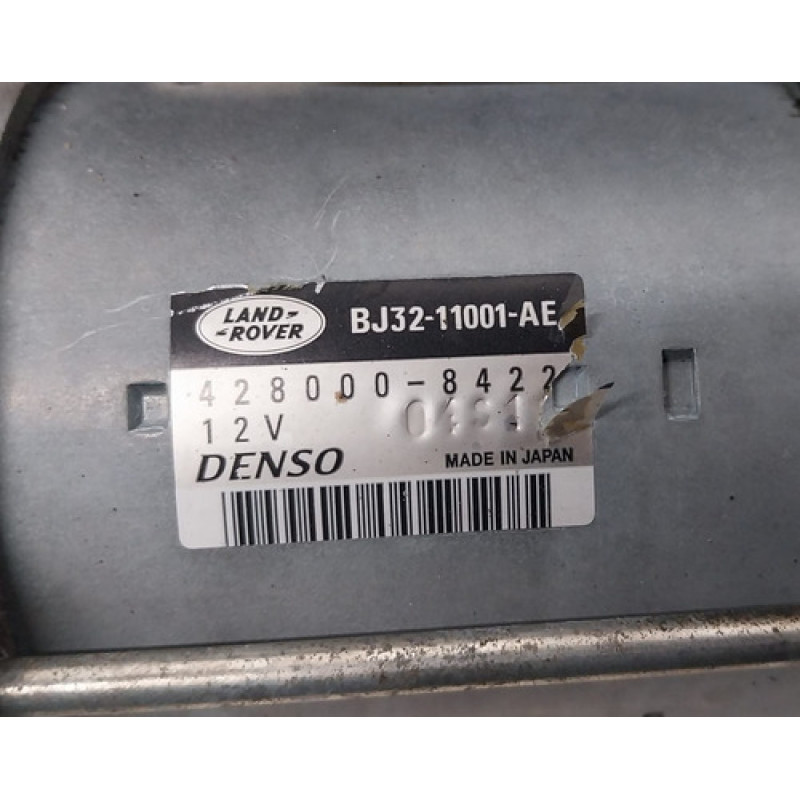 LAND-
-ROVER
BJ32-11001-AE
428000-8422
12V
DENSO
MADE IN JAPAN